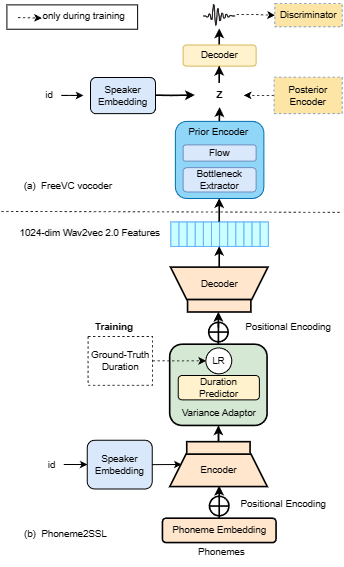 only during training
Discriminator
Decoder
id
Speaker
Embedding
z
Posterior
Encoder
Prior Encoder
Flow
Bottleneck
Extractor
(a) FreeVC vocoder
1024-dim Wav2vec 2.0 Features
Decoder
Training
Positional Encoding
Ground-Truth
Duration
LR
Duration
Predictor
Variance Adaptor
id
Speaker
Embedding
Encoder
Positional Encoding
(b) Phoneme2SSL
Phoneme Embedding
Phonemes